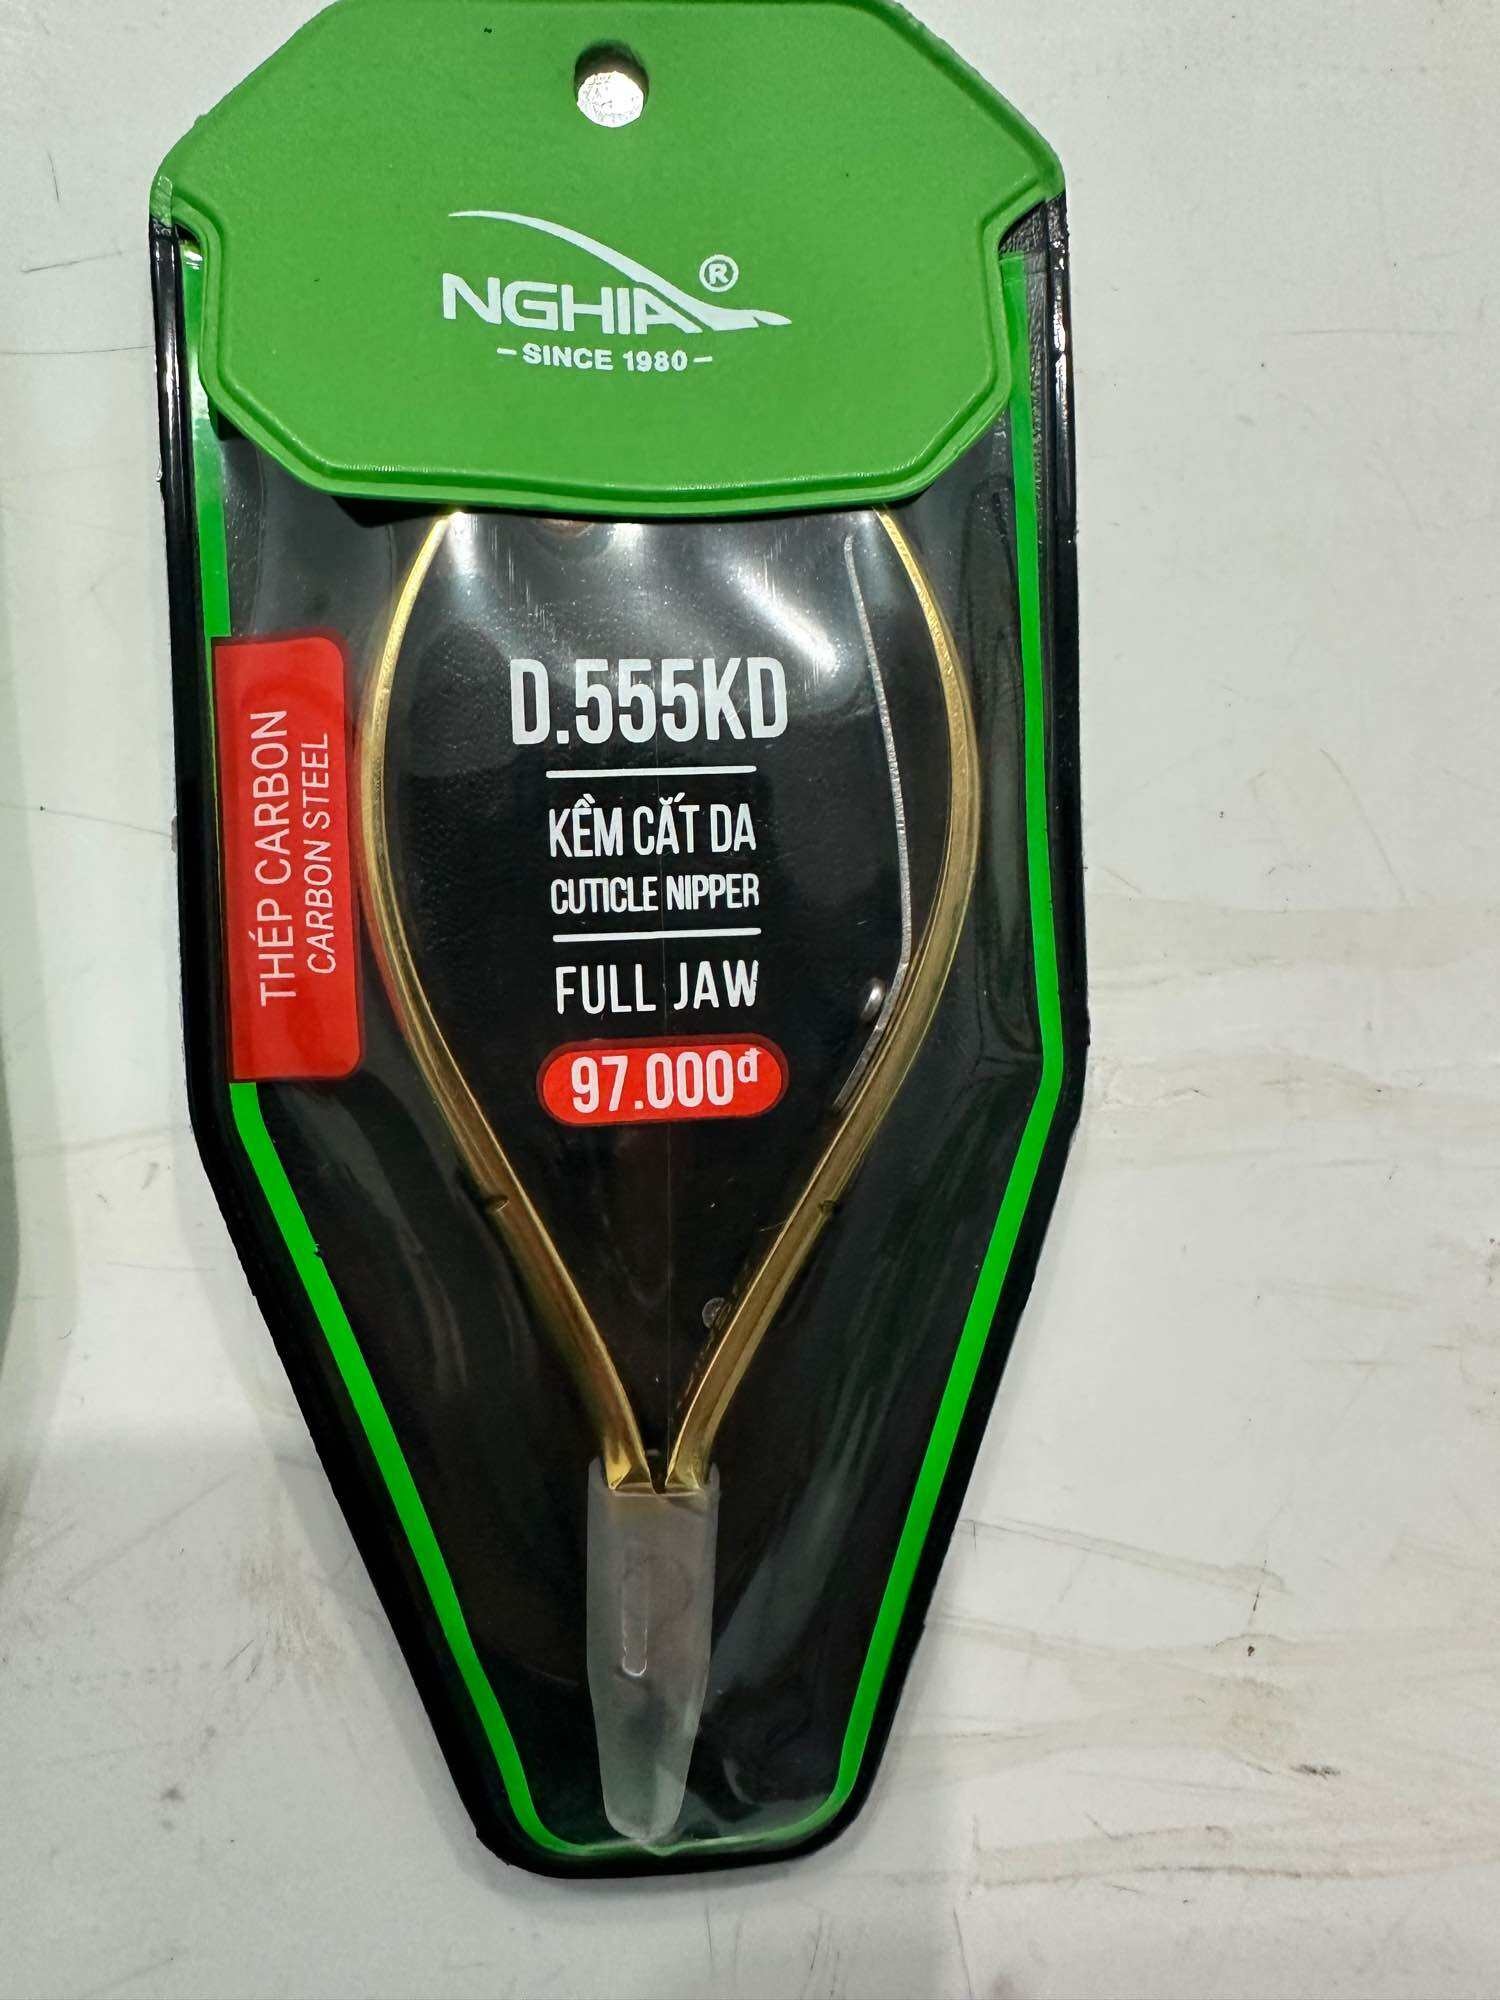 NGHIA®
– SINCE 1980 –
D.555KD
KỀM CẮT DA
CUTICLE NIPPER
FULL JAW
97.000đ
THÉP CARBON
CARBON STEEL